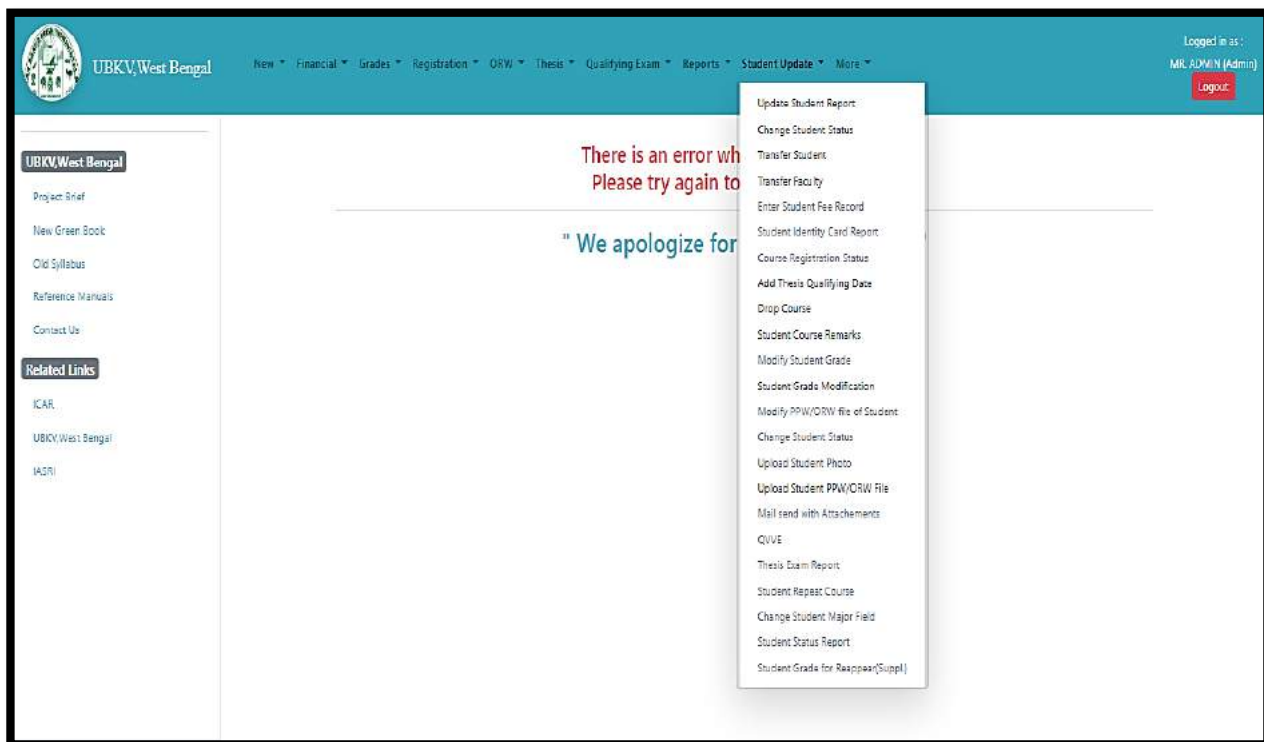 UBKV,West Bengal
New Financial Grades Registration ORW Thesis Qualifying Exam Reports Student Update More
Logged in as :
MR. ADMIN (Admin)
Logout
UBKV,West Bengal
Project Brief
New Green Book
Old Syllabus
Reference Manuals
Contact Us
Related Links
ICAR
UBKV,West Bengal
IASRI
There is an error wh
Please try again to
" We apologize for
Update Student Report
Change Student Status
Transfer Student
Transfer Faculty
Enter Student Fee Record
Student Identity Card Report
Course Registration Status
Add Thesis Qualifying Date
Drop Course
Student Course Remarks
Modify Student Grade
Student Grade Modification
Modify PPW/ORW file of Student
Change Student Status
Upload Student Photo
Upload Student PPW/ORW File
Mail send with Attachements
QVVE
Thesis Exam Report
Student Repeat Course
Change Student Major Field
Student Status Report
Student Grade for Reappear(Suppl.)